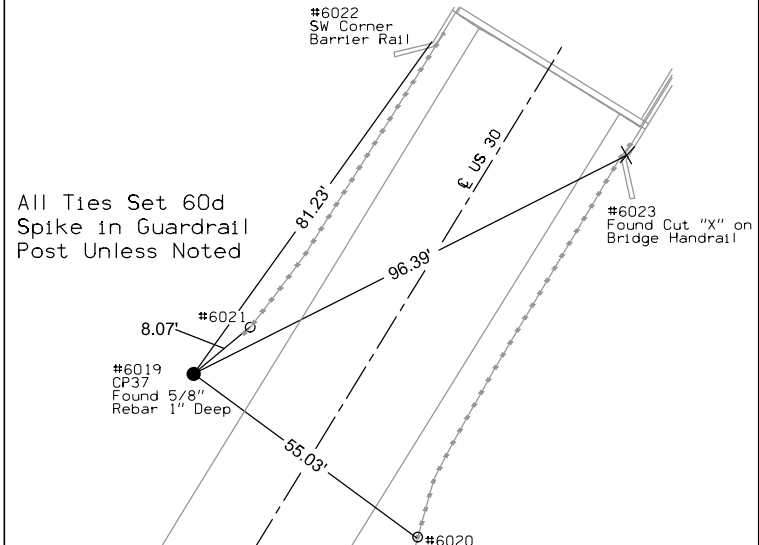 #6022
SW Corner
Barrier Rail
℄ US 30
81.23'
All Ties Set 60d
Spike in Guardrail
Post Unless Noted
#6023
Found Cut "X" on
Bridge Handrail
96.39'
#6021
8.07'
#6019
CP37
Found 5/8"
Rebar 1" Deep
55.03'
#6020